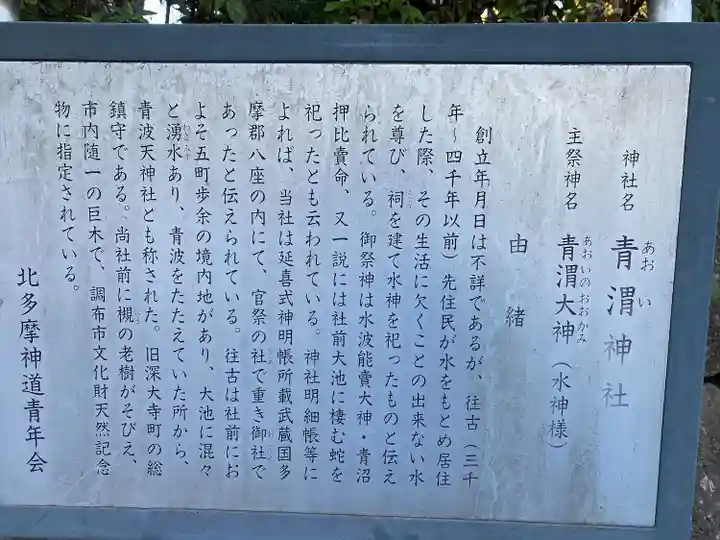 神社名 青渭神社
主祭神名 青渭大神（水神様）
由緒
創立年月日は不詳であるが、往古（三千
年～四千年以前）先住民が水をもとめ居住
した際、その生活に欠くことの出来ない水
を尊び、祠を建て水神を祀ったものと伝え
られている。御祭神は水波能賣大神・青沼
押比賣命、又一説には社前大池に棲む蛇を
祀ったとも云われている。神社明細帳等に
よれば、当社は延喜式神明帳所載武蔵国多
摩郡八座の内にて、官祭の社で重き御社で
あったと伝えられている。往古は社前にお
よそ五町歩余の境内地があり、大池に混々
と湧水あり、青波をたたえていた所から、
青波天神社とも称された。旧深大寺町の総
鎮守である。尚社前に槻の老樹がそびえ、
市内随一の巨木で、調布市文化財天然記念
物に指定されている。
北多摩神道青年会